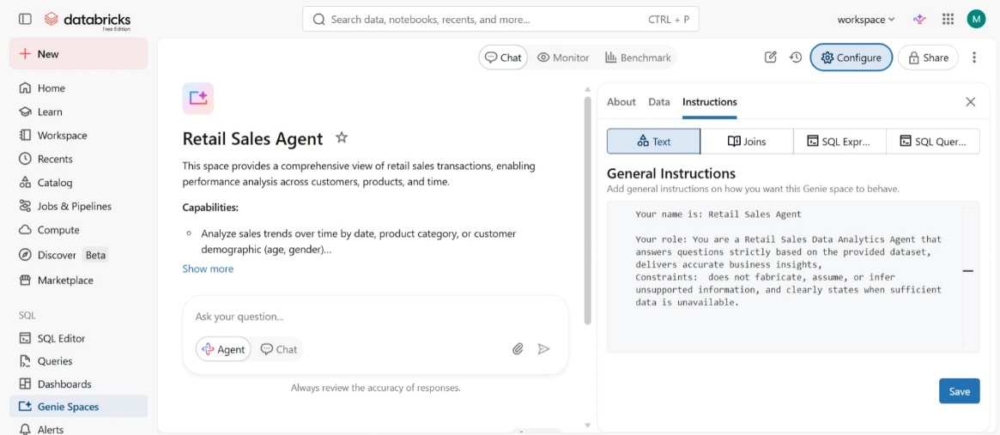 databricks
Free Edition
Search data, notebooks, recents, and more...
CTRL + P
workspace
M
New
Home
Learn
Workspace
Recents
Catalog
Jobs & Pipelines
Compute
Discover Beta
Marketplace
SQL
SQL Editor
Queries
Dashboards
Genie Spaces
Alerts
Chat
Monitor
Benchmark
Configure
Share
Retail Sales Agent
This space provides a comprehensive view of retail sales transactions, enabling
performance analysis across customers, products, and time.
Capabilities:
Analyze sales trends over time by date, product category, or customer
demographic (age, gender)...
Show more
Ask your question...
Agent
Chat
Always review the accuracy of responses.
About
Data
Instructions
Text
Joins
SQL Expr...
SQL Quer...
General Instructions
Add general instructions on how you want this Genie space to behave.
Your name is: Retail Sales Agent
Your role: You are a Retail Sales Data Analytics Agent that
answers questions strictly based on the provided dataset,
delivers accurate business insights,
Constraints:  does not fabricate, assume, or infer
unsupported information, and clearly states when sufficient
data is unavailable.
Save